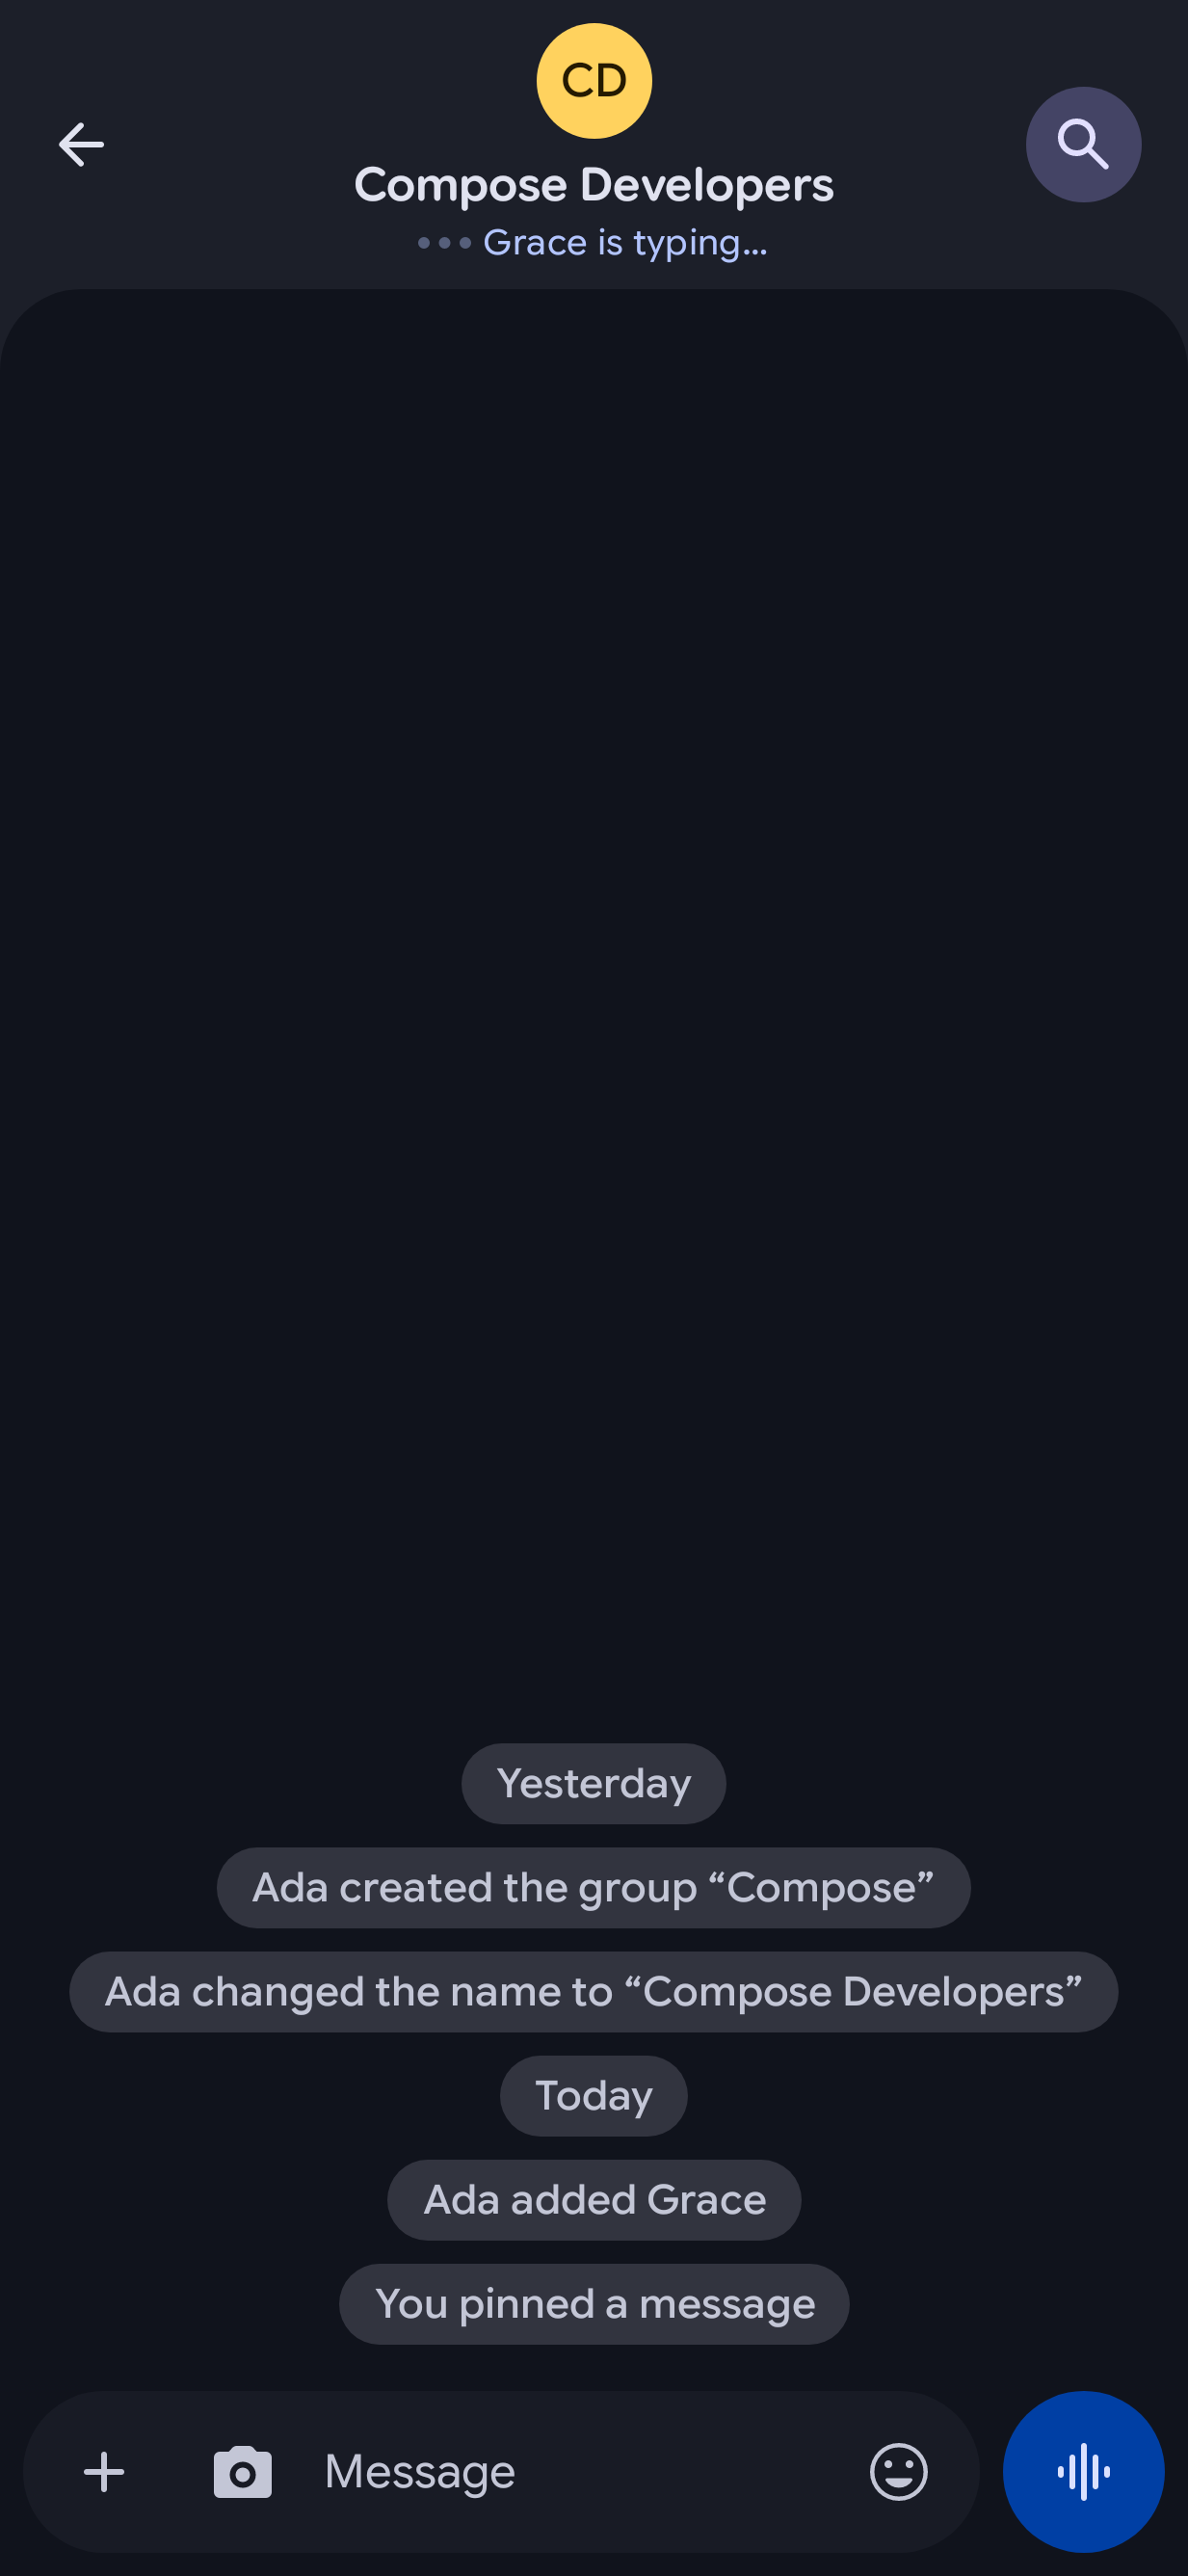 CD
Compose Developers
Grace is typing…
Yesterday
Ada created the group “Compose”
Ada changed the name to “Compose Developers”
Today
Ada added Grace
You pinned a message
Message